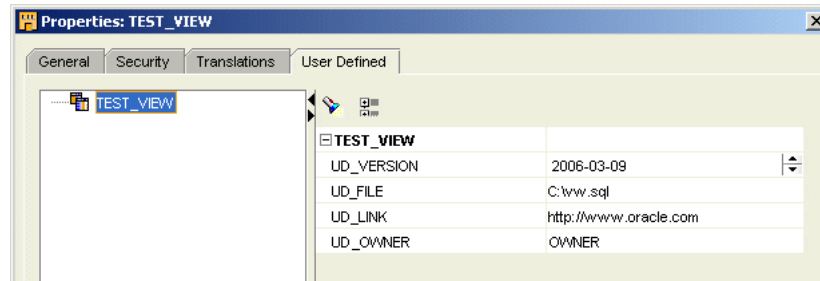 Properties: TEST_VIEW
General Security Translations User Defined
TEST_VIEW
TEST_VIEW
UD_VERSION 2006-03-09
UD_FILE C:\vw.sql
UD_LINK http://www.oracle.com
UD_OWNER OWNER